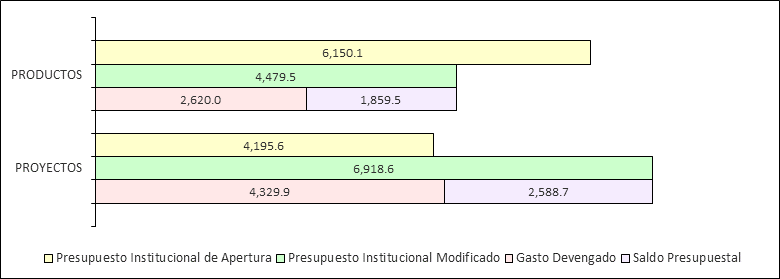 6,150.1
PRODUCTOS
4,479.5
2,620.0 1,859.5
4,195.6
PROYECTOS
6,918.6
4,329.9 2,588.7
Presupuesto Institucional de Apertura Presupuesto Institucional Modificado Gasto Devengado Saldo Presupuestal